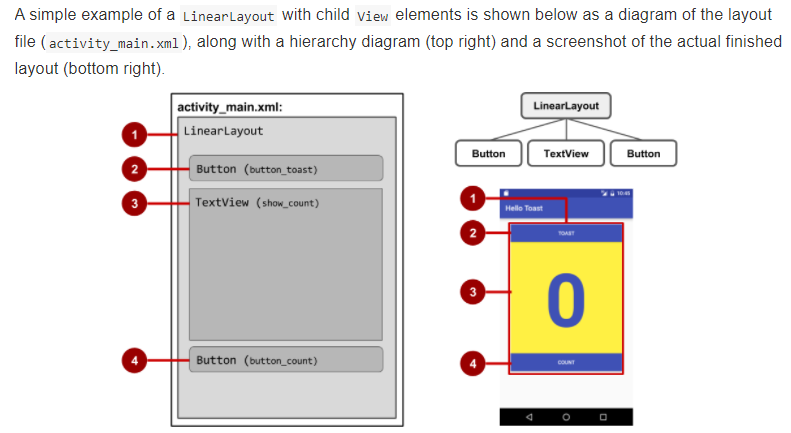 A simple example of a LinearLayout with child View elements is shown below as a diagram of the layout
file (activity_main.xml), along with a hierarchy diagram (top right) and a screenshot of the actual finished
layout (bottom right).
activity_main.xml:
1
LinearLayout
2
Button (button_toast)
3
TextView (show_count)
4
Button (button_count)
LinearLayout
Button
TextView
Button
10:45
1
Hello Toast
2
TOAST
3
0
4
COUNT